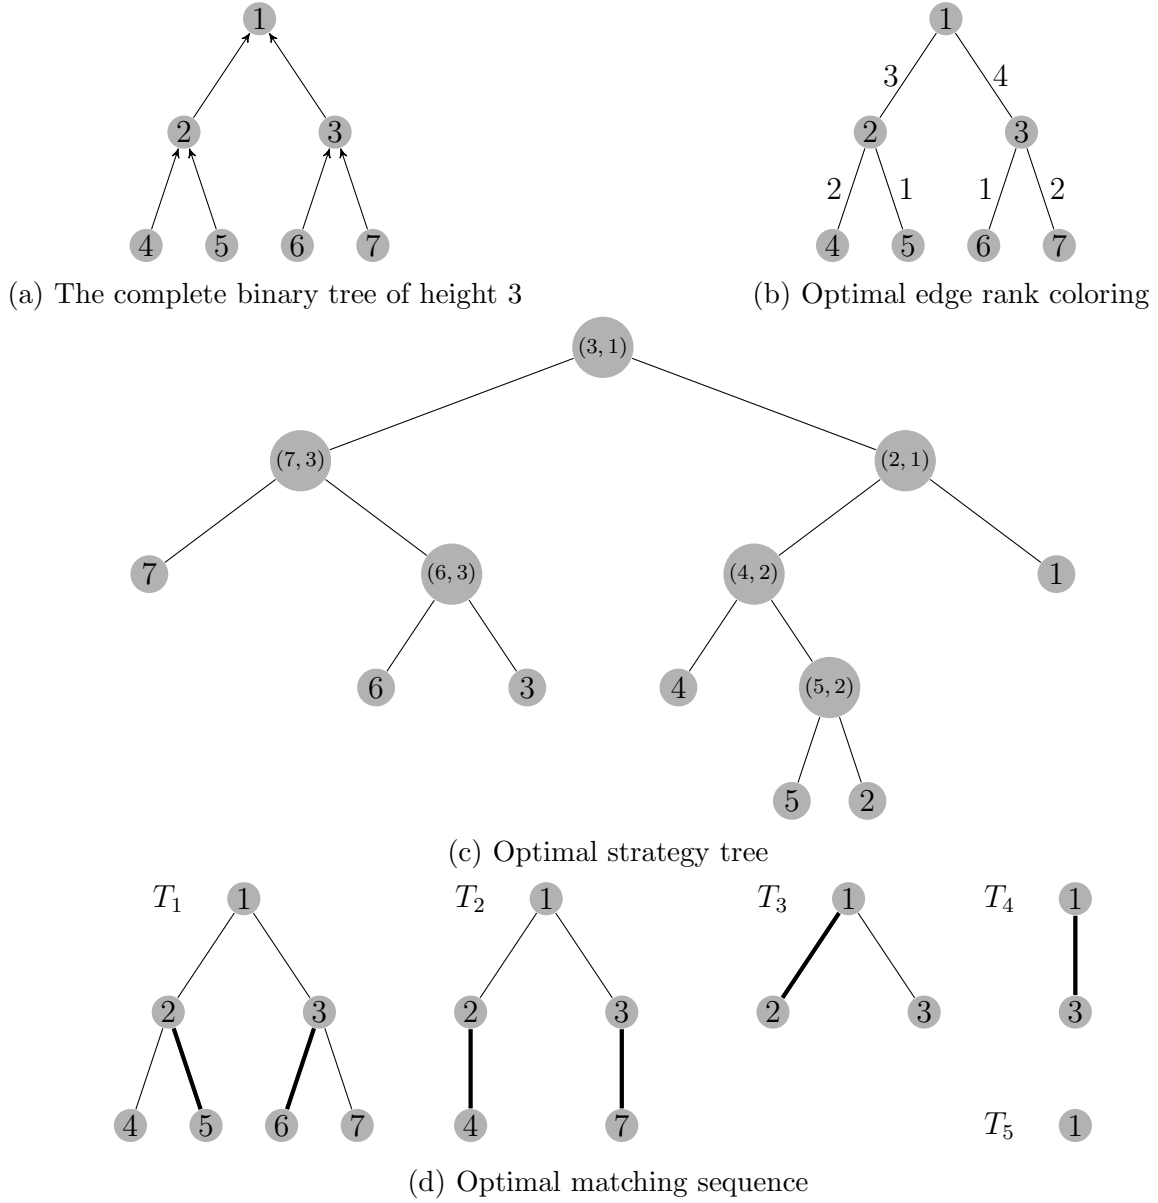 1 1
3 4
2 3 2 3
2 1 1 2
4 5 6 7 4 5 6 7
(a) The complete binary tree of height 3 (b) Optimal edge rank coloring
(3, 1)
(7, 3) (2, 1)
7 (6, 3) (4, 2) 1
6 3 4 (5, 2)
5 2
(c) Optimal strategy tree
T1 1 T2 1 T3 1 T4 1
2 3 2 3 2 3 3
4 5 6 7 4 7 T5 1
(d) Optimal matching sequence